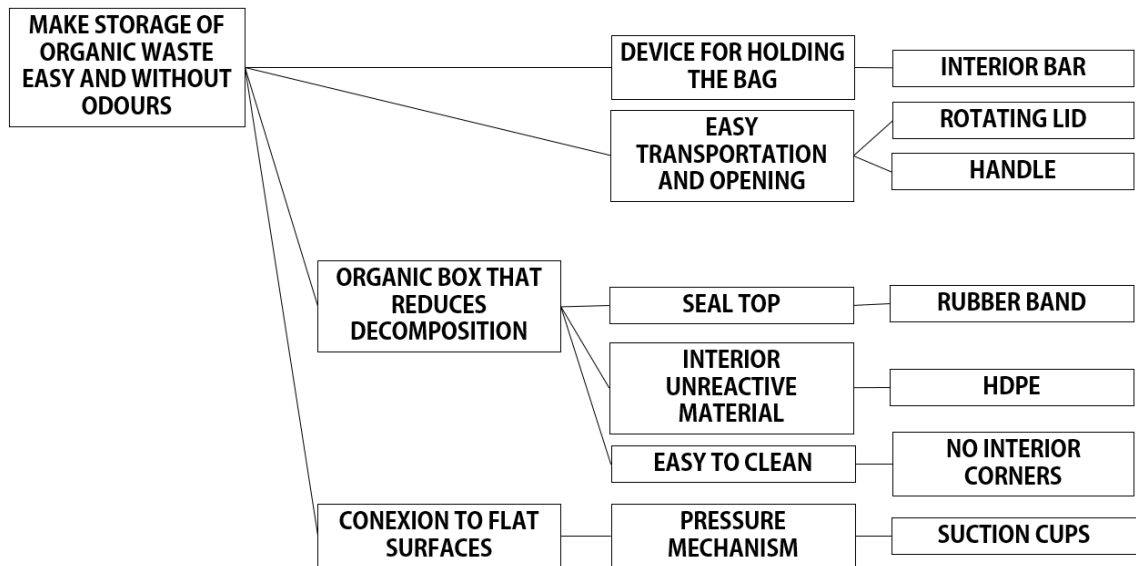 MAKE STORAGE OF
ORGANIC WASTE
EASY AND WITHOUT
ODOURS
DEVICE FOR HOLDING
THE BAG
INTERIOR BAR
EASY
TRANSPORTATION
AND OPENING
ROTATING LID
HANDLE
ORGANIC BOX THAT
REDUCES
DECOMPOSITION
SEAL TOP
RUBBER BAND
INTERIOR
UNREACTIVE
MATERIAL
HDPE
EASY TO CLEAN
NO INTERIOR
CORNERS
CONEXION TO FLAT
SURFACES
PRESSURE
MECHANISM
SUCTION CUPS